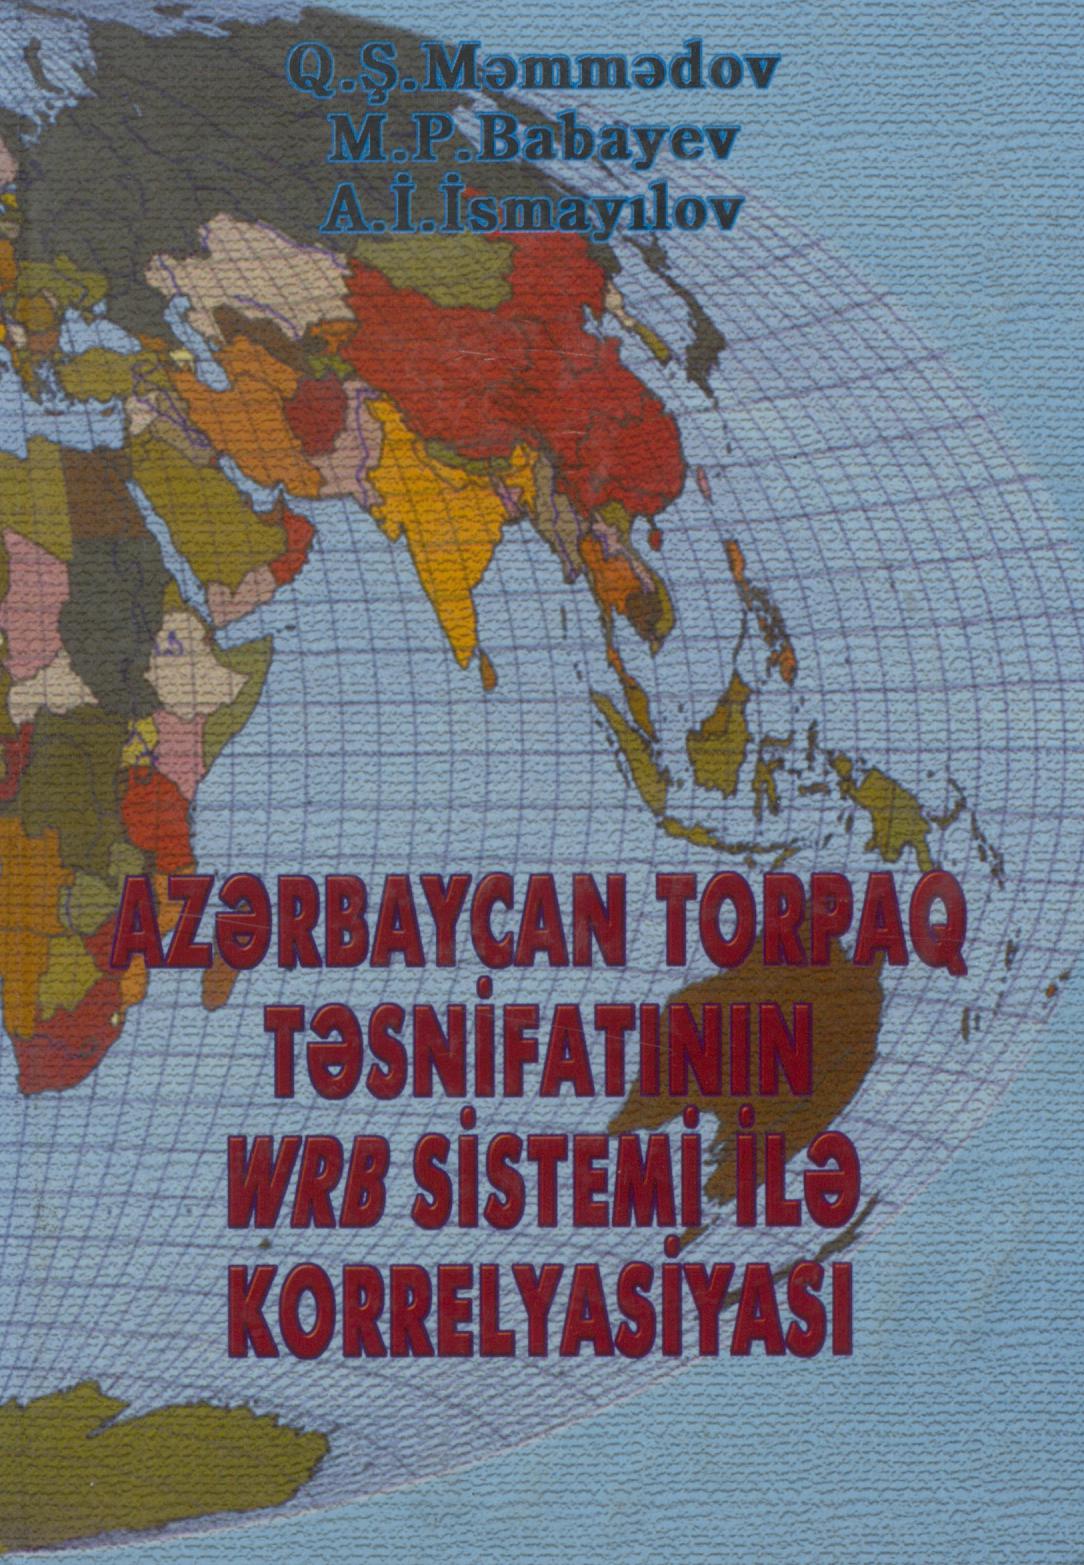 Q.Ş.Məmmədov
M.P.Babayev
A.İ.İsmayılov
AZƏRBAYCAN TORPAQ
TƏSNİFATININ
WRB SİSTEMİ İLƏ
KORRELYASİYASI